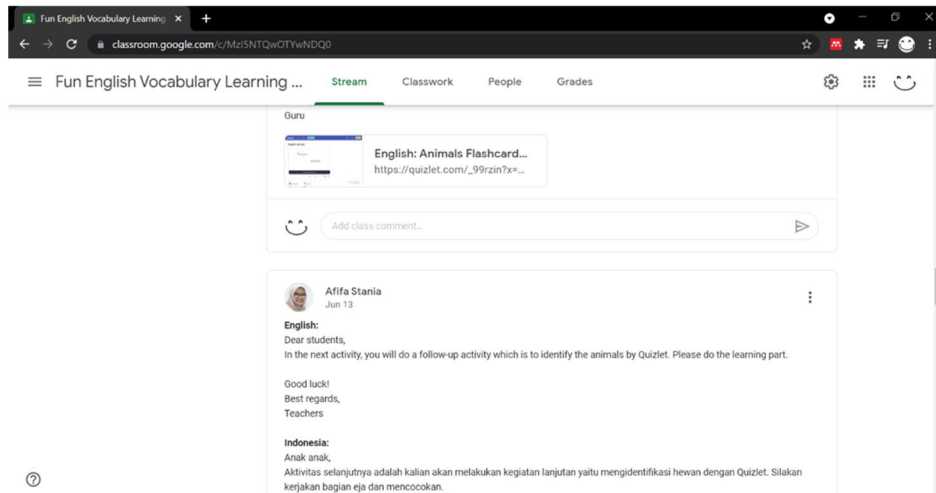 Fun English Vocabulary Learning
classroom.google.com/c/MzI5NTQwOTYwNDQ0
Fun English Vocabulary Learning ...
Stream
Classwork
People
Grades
Guru
English: Animals Flashcard...
https://quizlet.com/_99rzin?x=...
Add class comment...
Afifa Stania
Jun 13
English:
Dear students,
In the next activity, you will do a follow-up activity which is to identify the animals by Quizlet. Please do the learning part.
Good luck!
Best regards,
Teachers
Indonesia:
Anak anak,
Aktivitas selanjutnya adalah kalian akan melakukan kegiatan lanjutan yaitu mengidentifikasi hewan dengan Quizlet. Silakan
kerjakan bagian eja dan mencocokan.